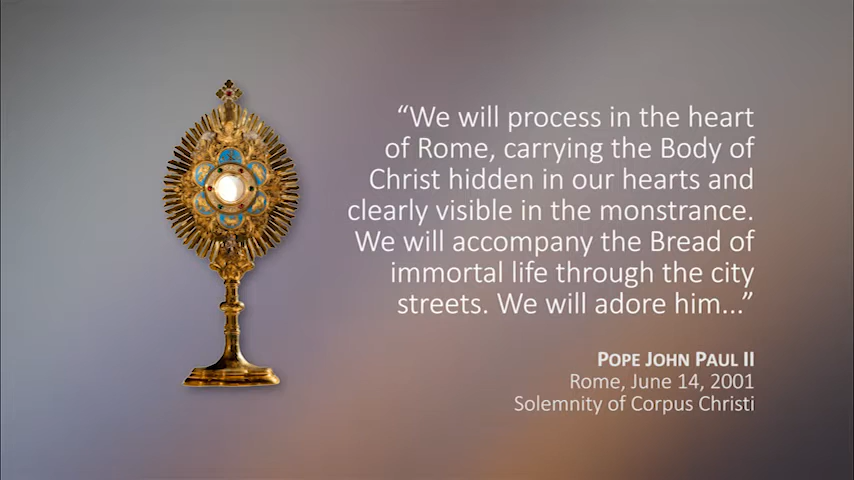 “We will process in the heart
of Rome, carrying the Body of
Christ hidden in our hearts and
clearly visible in the monstrance.
We will accompany the Bread of
immortal life through the city
streets. We will adore him...”
POPE JOHN PAUL II
Rome, June 14, 2001
Solemnity of Corpus Christi